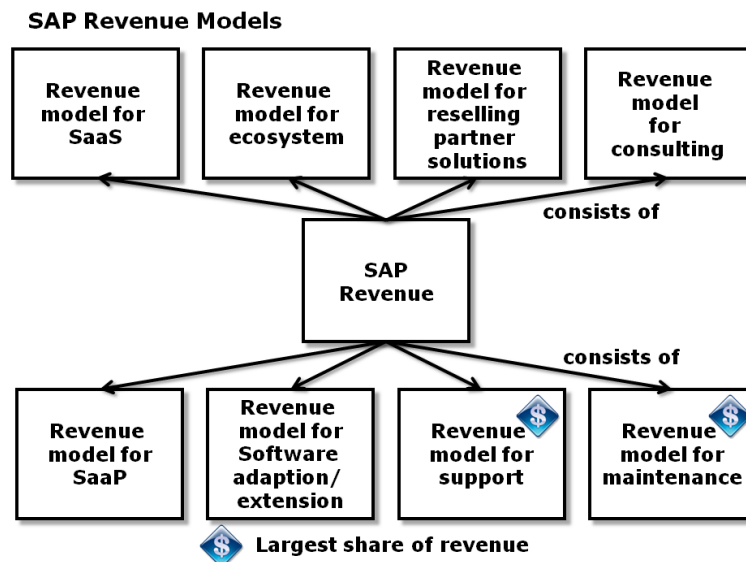 SAP Revenue Models
Revenue
model for
SaaS
Revenue
model for
ecosystem
Revenue
model for
reselling
partner
solutions
Revenue
model
for
consulting
consists of
SAP
Revenue
consists of
Revenue
model for
SaaP
Revenue
model for
Software
adaption/
extension
Revenue
model for
support
$
Revenue
model for
maintenance
$
$
Largest share of revenue